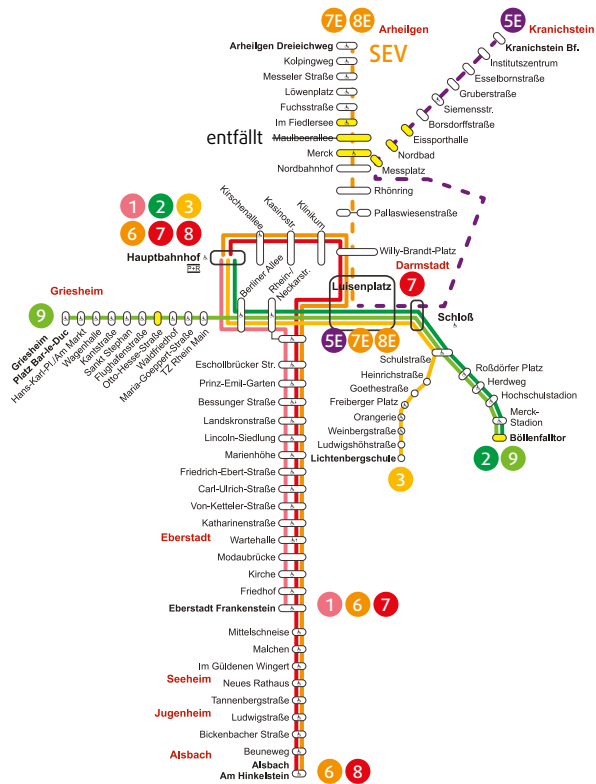 7E 8E
Arheilgen
5E
Kranichstein
SEV
Arheilgen Dreieichweg
Kolpingweg
Messeler Straße
Löwenplatz
Fuchsstraße
Im Fiedlersee
entfällt
Maulbeerallee
Merck
Nordbahnhof
Kranichstein Bf.
Institutszentrum
Esselbornstraße
Gruberstraße
Siemensstr.
Borsdorffstraße
Eissporthalle
Nordbad
Messplatz
Rhönring
Pallaswiesenstraße
Willy-Brandt-Platz
1 2 3
6 7 8
Hauptbahnhof
P+R
Kirschenallee
Kasinostr.
Klinikum
Berliner Allee
Rhein-/
Neckarstr.
Luisenplatz
Darmstadt
7
5E 7E 8E
Schloß
Griesheim
9
Griesheim
Platz Bar-le-Duc
Hans-Karl-Pl./Am Markt
Wagenhalle
Kantstraße
Sankt Stephan
Flughafenstraße
Otto-Hesse-Straße
Waldfriedhof
Maria-Goeppert-Straße
TZ Rhein Main
Schulstraße
Heinrichstraße
Goethestraße
Freiberger Platz
Orangerie
Weinbergstraße
Ludwigshöhstraße
Lichtenbergschule
3
Roßdörfer Platz
Herdweg
Hochschulstadion
Merck-
Stadion
Böllenfalltor
2 9
Eschollbrücker Str.
Prinz-Emil-Garten
Bessunger Straße
Landskronstraße
Lincoln-Siedlung
Marienhöhe
Friedrich-Ebert-Straße
Carl-Ulrich-Straße
Von-Ketteler-Straße
Katharinenstraße
Eberstadt
Wartehalle
Modaubrücke
Kirche
Friedhof
Eberstadt Frankenstein
1 6 7
Mittelschneise
Malchen
Im Güldenen Wingert
Seeheim
Neues Rathaus
Tannenbergstraße
Jugenheim
Ludwigstraße
Bickenbacher Straße
Alsbach
Beuneweg
Alsbach
Am Hinkelstein
6 8